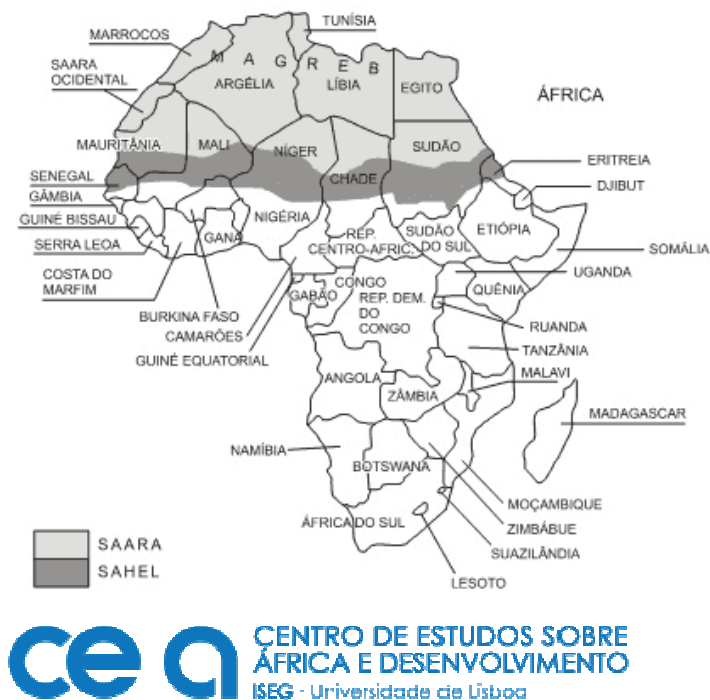 TUNÍSIA
MARROCOS
M A G R E B
SAARA
OCIDENTAL
ARGÉLIA
LÍBIA
EGITO
ÁFRICA
MAURITÂNIA
MALI
NÍGER
SUDÃO
CHADE
ERITREIA
SENEGAL
DJIBUT
GÂMBIA
NIGÉRIA
GUINÉ BISSAU
GANA
REP.
CENTRO-AFRIC.
SUDÃO
DO SUL
ETIÓPIA
SERRA LEOA
SOMÁLIA
COSTA DO
MARFIM
UGANDA
CONGO
GABÃO
QUÊNIA
REP. DEM.
DO
CONGO
BURKINA FASO
RUANDA
CAMARÕES
TANZÂNIA
GUINÉ EQUATORIAL
MALAVI
ANGOLA
ZÂMBIA
MADAGASCAR
NAMÍBIA
BOTSWANA
MOÇAMBIQUE
ÁFRICA DO SUL
ZIMBÁBUE
SUAZILÂNDIA
LESOTO
SAARA
SAHEL
cea
CENTRO DE ESTUDOS SOBRE
ÁFRICA E DESENVOLVIMENTO
ISEG - Universidade de Lisboa